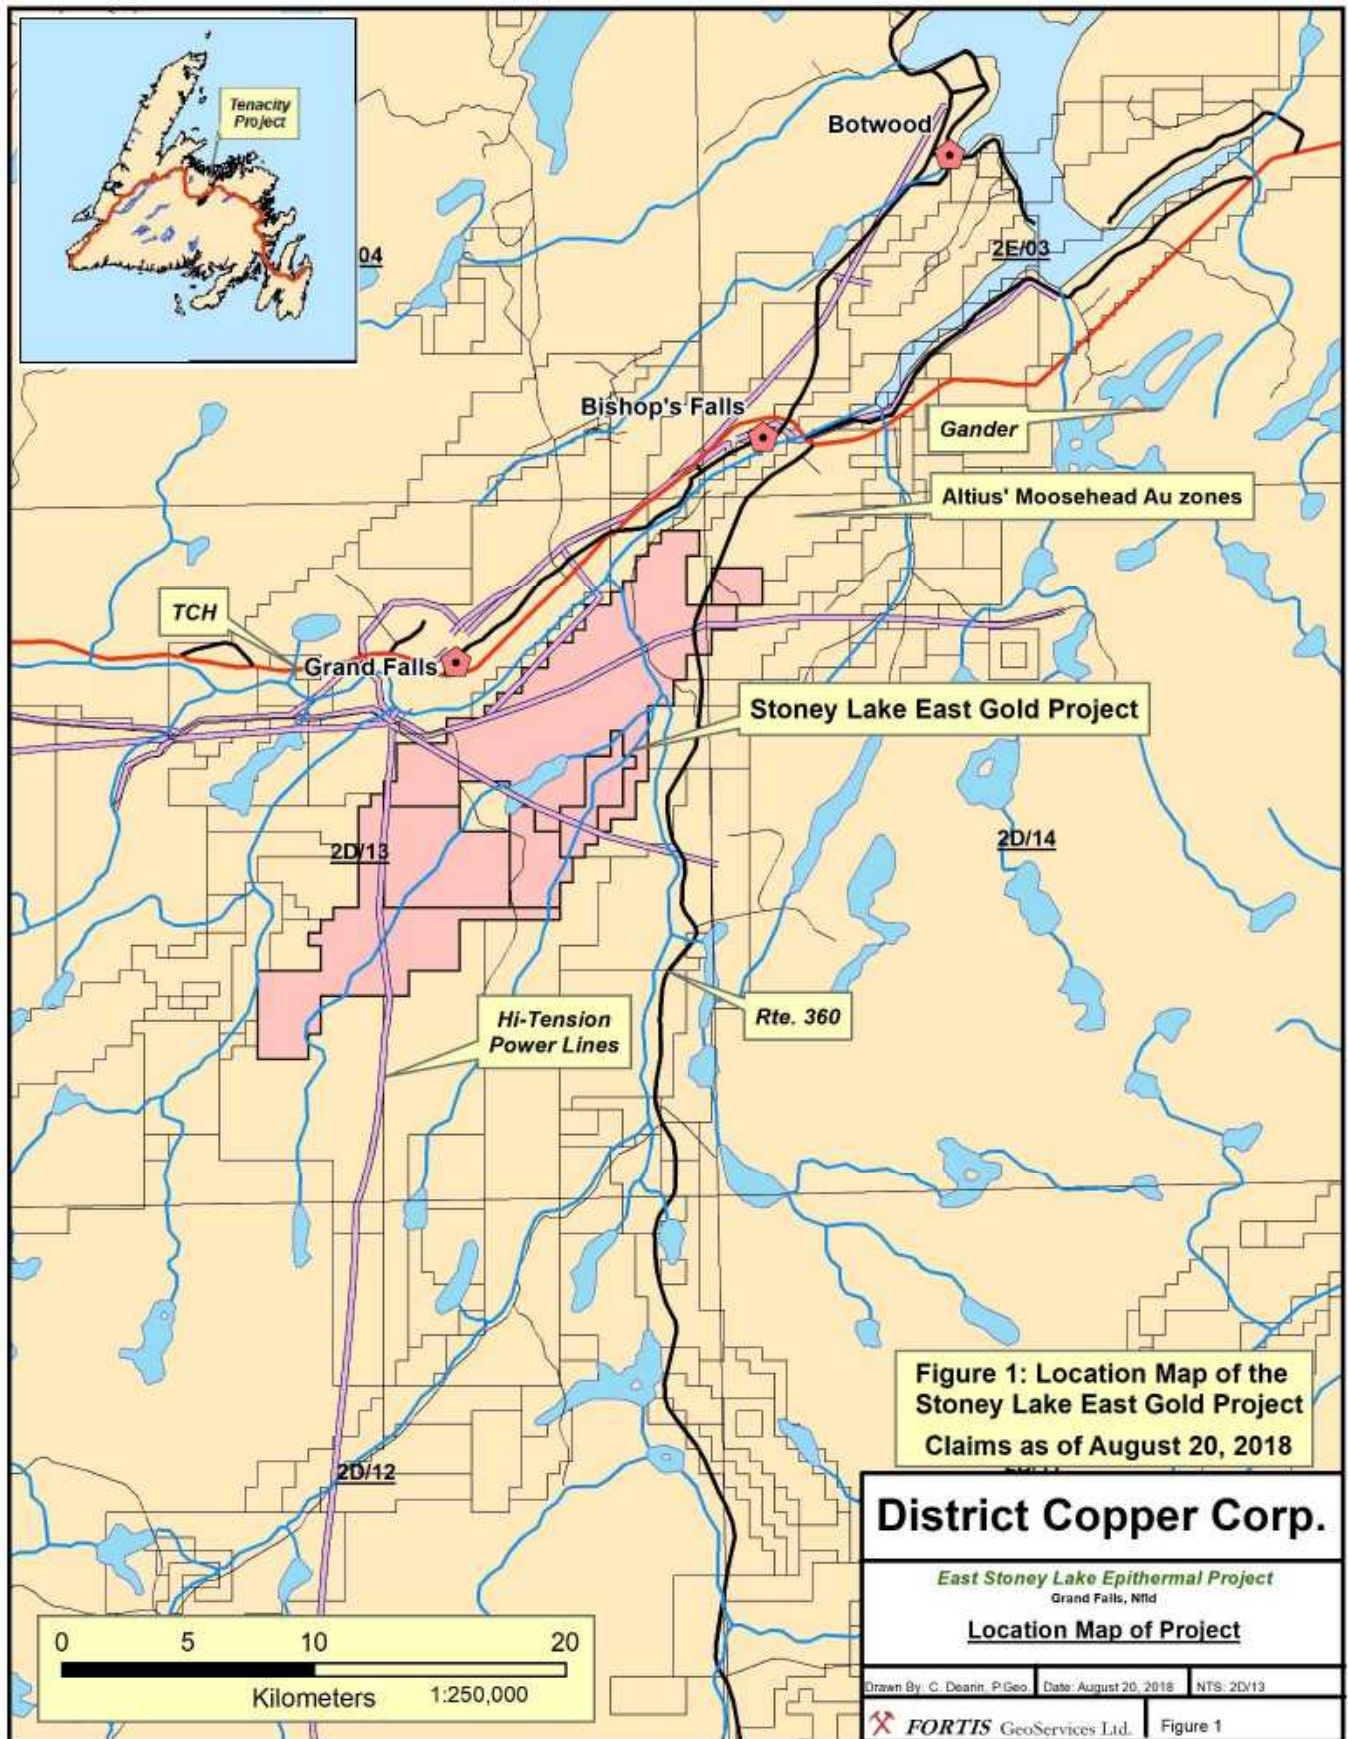 Tenacity
Project
Botwood
04
2E/03
Bishop's Falls
Gander
Altius' Moosehead Au zones
TCH
Grand Falls
Stoney Lake East Gold Project
2D/13
2D/14
Hi-Tension
Power Lines
Rte. 360
Figure 1: Location Map of the
Stoney Lake East Gold Project
Claims as of August 20, 2018
2D/12
District Copper Corp.
East Stoney Lake Epithermal Project
Grand Falls, Nfld
Location Map of Project
0 5 10 20
Kilometers 1:250,000
Drawn By: C. Dearin, P.Geo. Date: August 20, 2018 NTS: 2D/13
FORTIS GeoServices Ltd. Figure 1